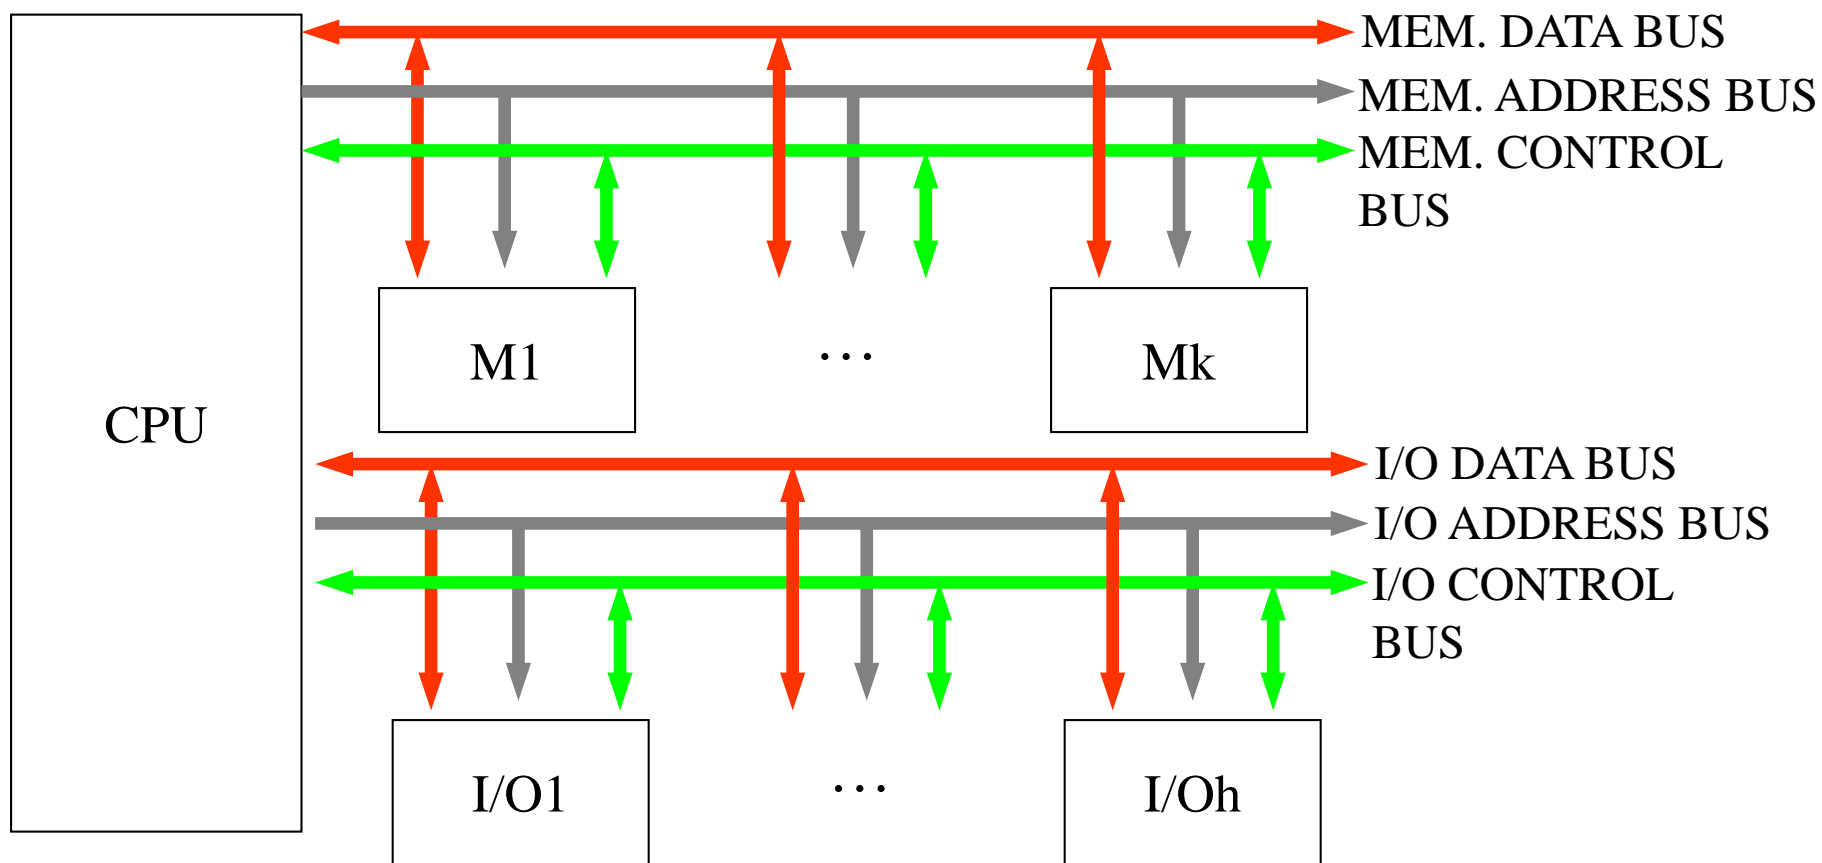 MEM. DATA BUS
MEM. ADDRESS BUS
MEM. CONTROL
BUS
M1
...
Mk
CPU
I/O DATA BUS
I/O ADDRESS BUS
I/O CONTROL
BUS
I/O1
...
I/Oh